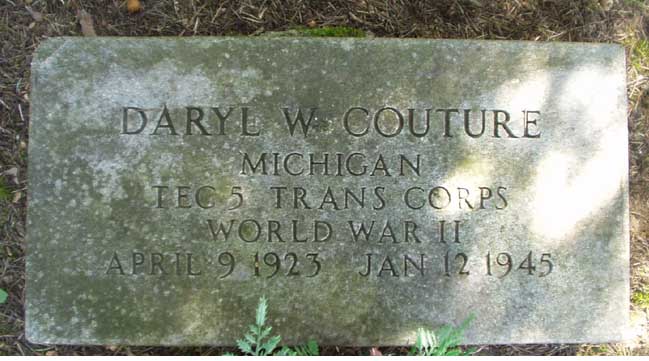 DARYL W COUTURE
MICHIGAN
TEC 5 TRANS CORPS
WORLD WAR II
APRIL 9 1923 JAN 12 1945